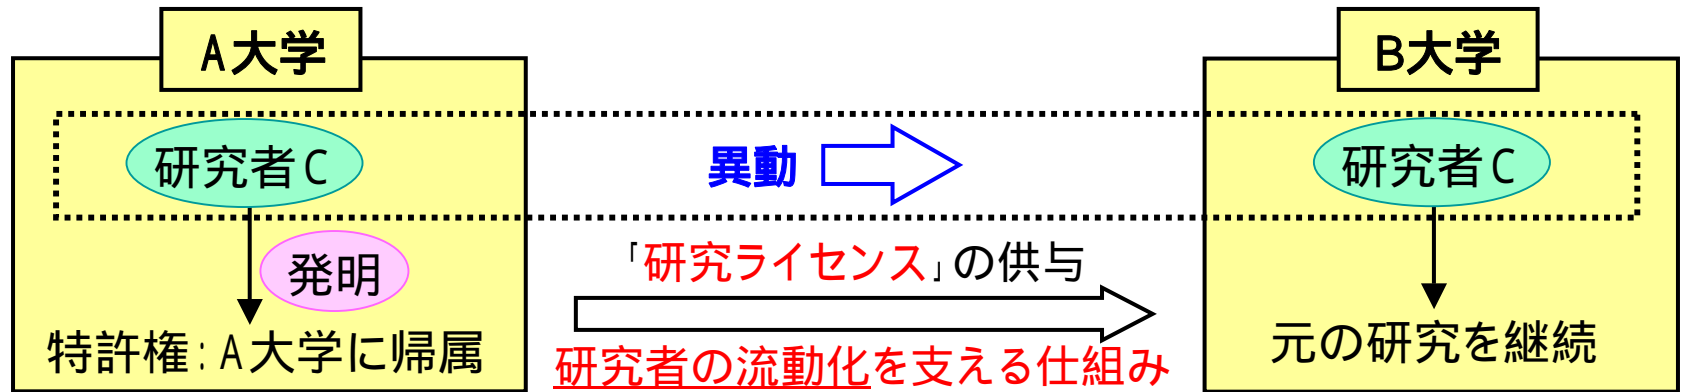 A大学
B大学
研究者C
異動
研究者C
発明
「研究ライセンス」の供与
特許権:A大学に帰属
元の研究を継続
研究者の流動化を支える仕組み